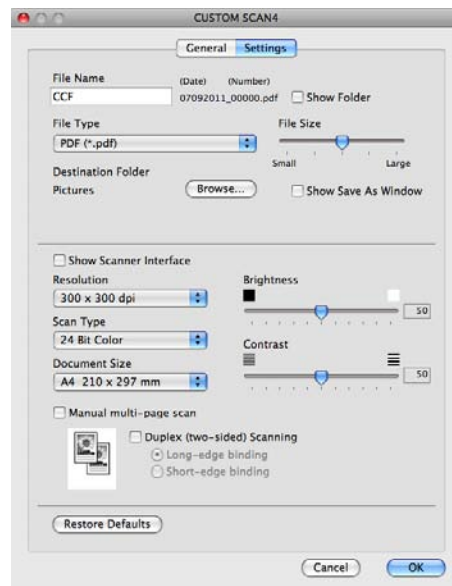 CUSTOM SCAN4
General Settings
File Name (Date) (Number)
CCF 07092011_00000.pdf Show Folder
File Type File Size
PDF (*.pdf)
Small Large
Destination Folder
Pictures Browse... Show Save As Window
Show Scanner Interface
Resolution Brightness
300 x 300 dpi
50
Scan Type
24 Bit Color
Contrast
Document Size
A4 210 x 297 mm 50
Manual multi-page scan
Duplex (two-sided) Scanning
Long-edge binding
Short-edge binding
Restore Defaults
Cancel OK